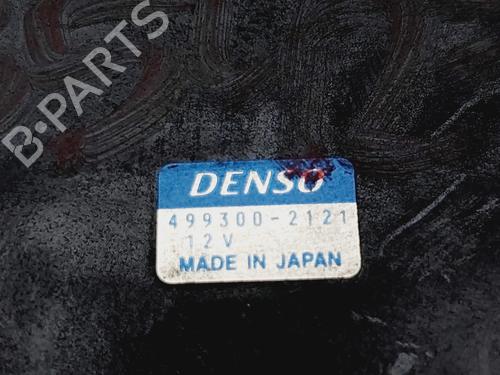 B-PARTS
DENSO
499300-2121
12V
MADE IN JAPAN